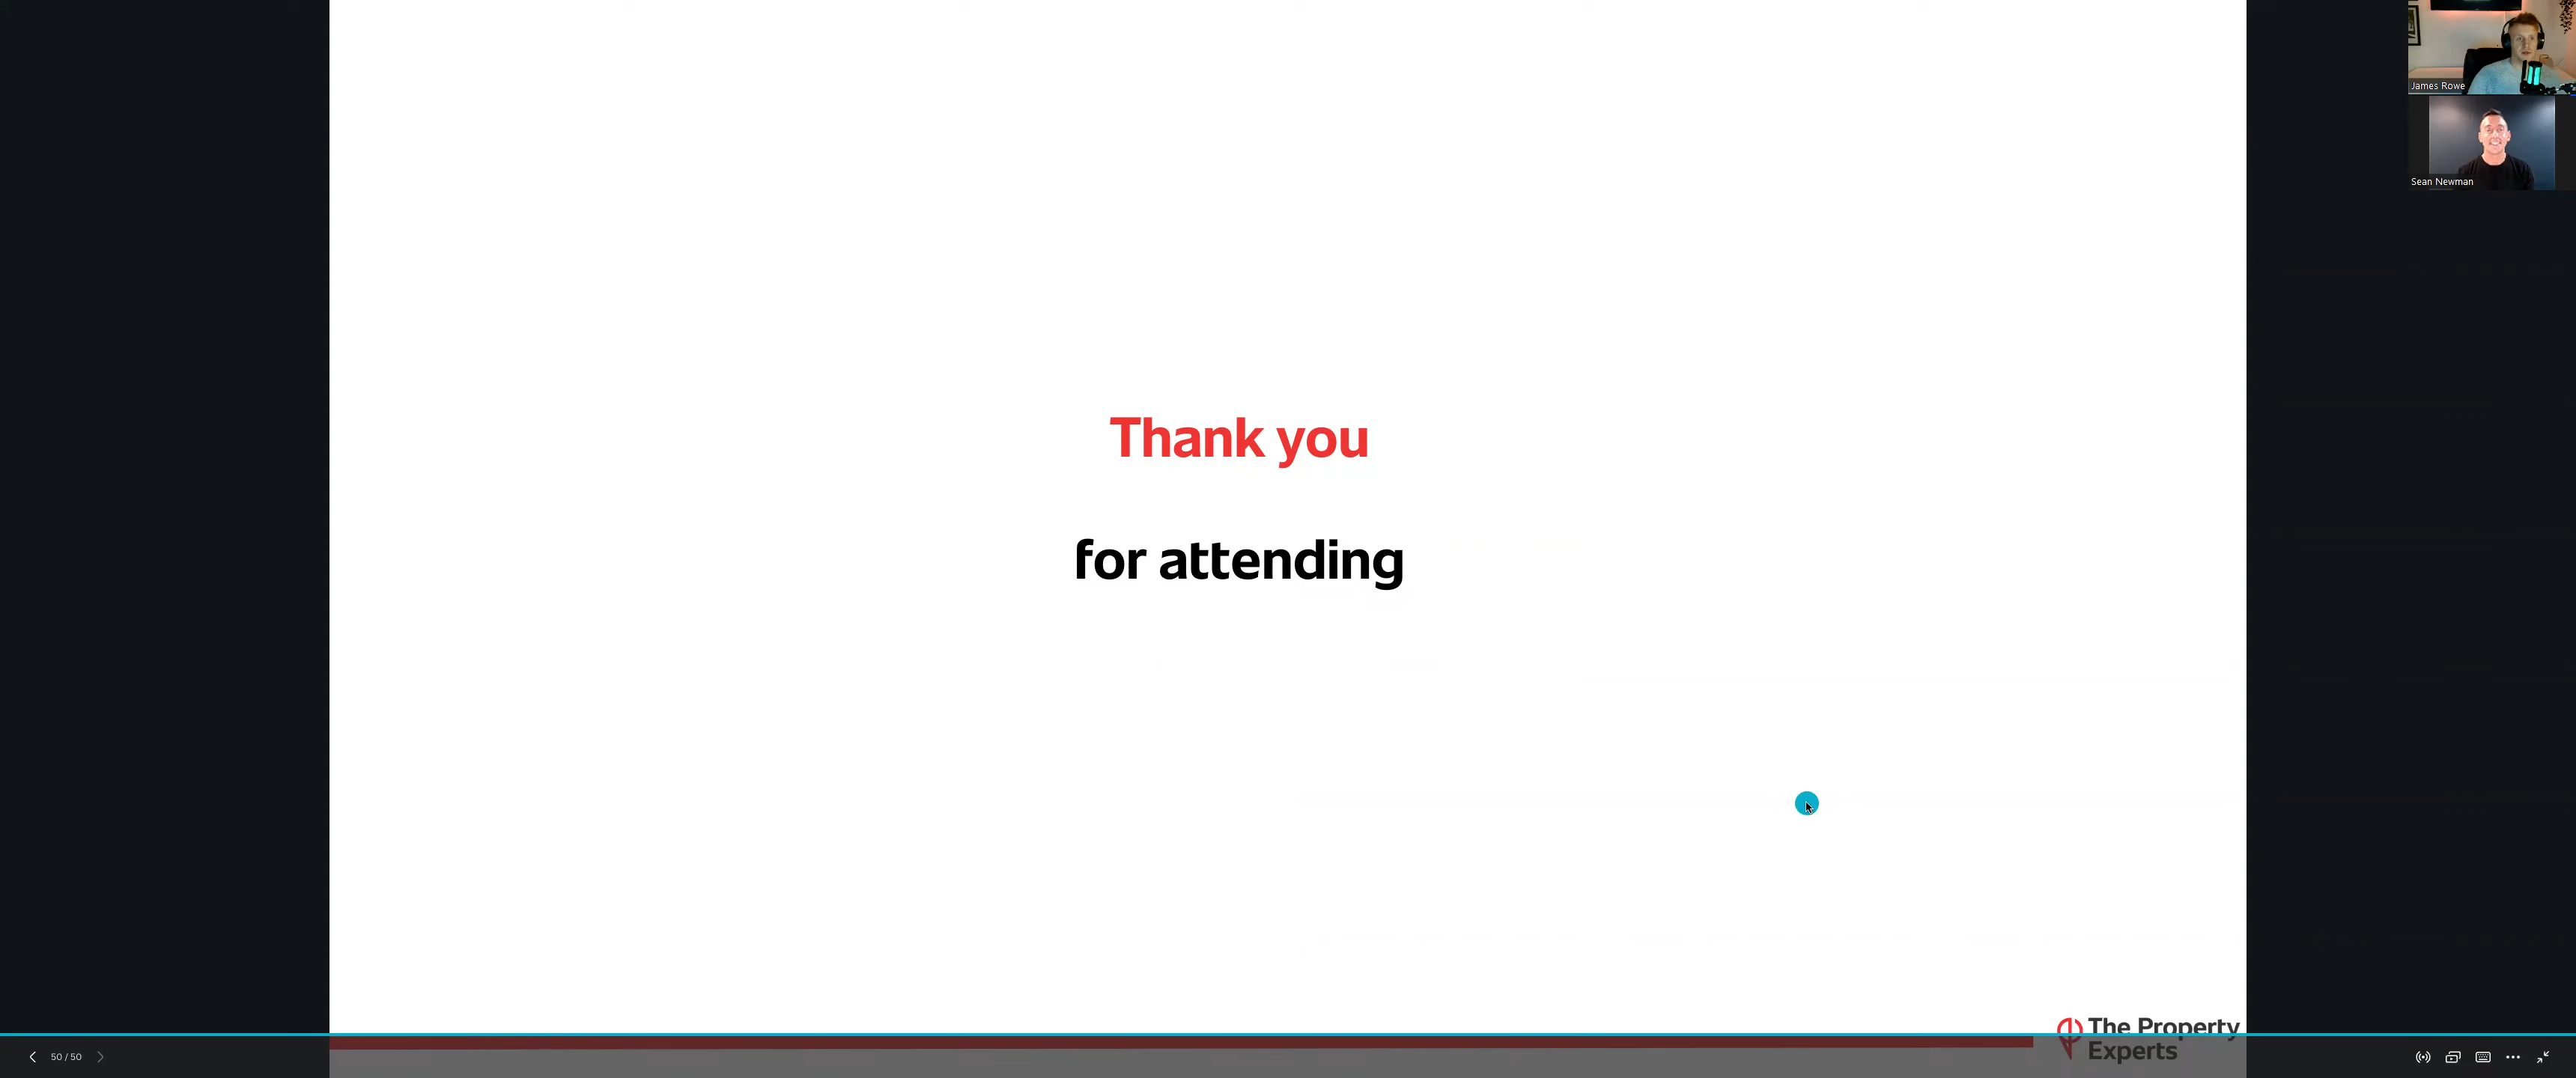 James Rowe
Sean Newman
Thank you
for attending
The Property
Experts
50 / 50